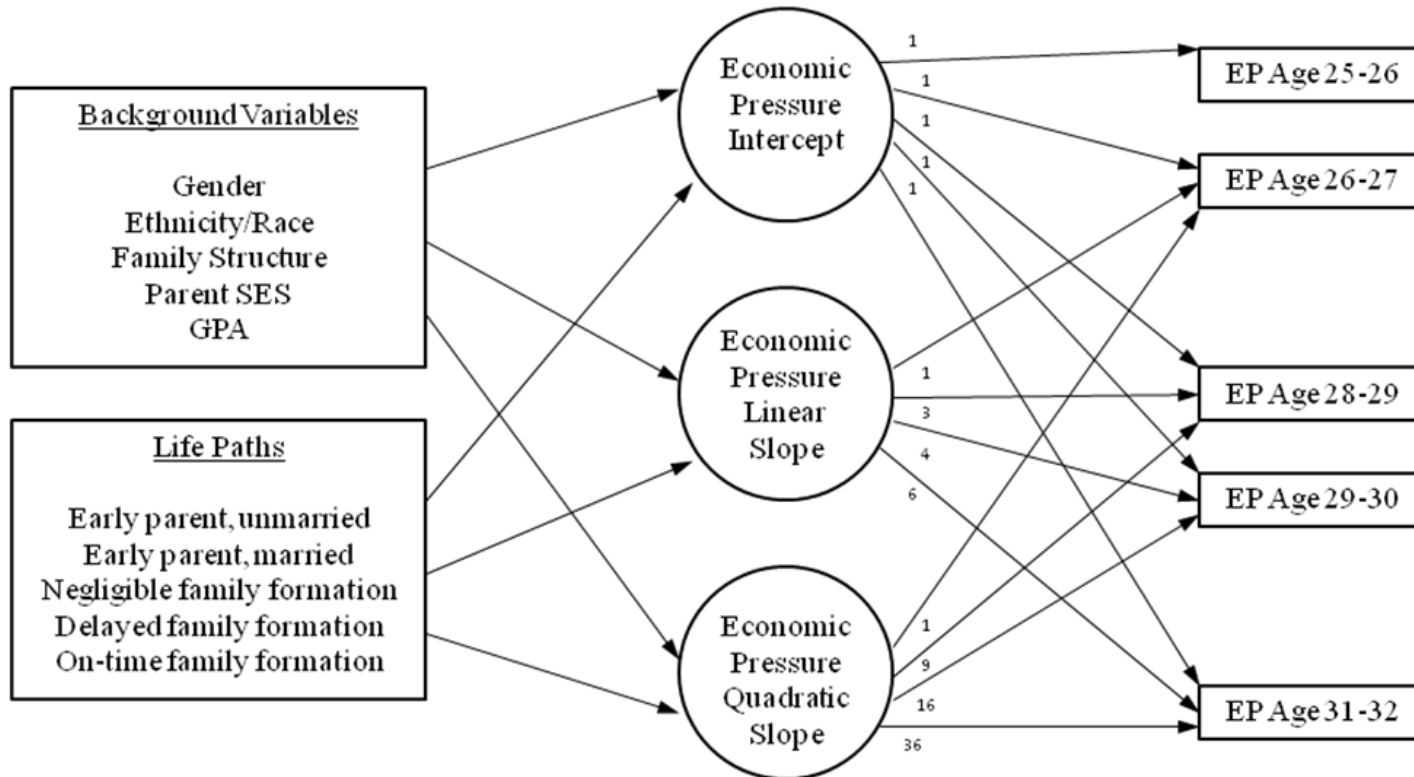 Background Variables
Gender
Ethnicity/Race
Family Structure
Parent SES
GPA
Life Paths
Early parent, unmarried
Early parent, married
Negligible family formation
Delayed family formation
On-time family formation
Economic
Pressure
Intercept
1
1
1
1
1
Economic
Pressure
Linear
Slope
1
3
4
6
Economic
Pressure
Quadratic
Slope
1
9
16
36
EP Age 25-26
EP Age 26-27
EP Age 28-29
EP Age 29-30
EP Age 31-32